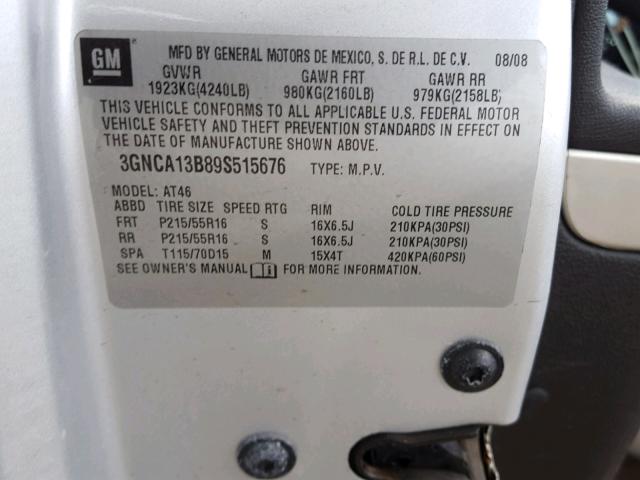 GM
MFD BY GENERAL MOTORS DE MEXICO, S. DE R.L. DE C.V. 08/08
GVWR GAWR FRT GAWR RR
1923KG(4240LB) 980KG(2160LB) 979KG(2158LB)
THIS VEHICLE CONFORMS TO ALL APPLICABLE U.S. FEDERAL MOTOR
VEHICLE SAFETY AND THEFT PREVENTION STANDARDS IN EFFECT ON
THE DATE OF MANUFACTURE SHOWN ABOVE.
3GNCA13B89S515676 TYPE: M.P.V.
MODEL: AT46
ABBD TIRE SIZE SPEED RTG RIM COLD TIRE PRESSURE
FRT P215/55R16 S 16X6.5J 210KPA(30PSI)
RR P215/55R16 S 16X6.5J 210KPA(30PSI)
SPA T115/70D15 M 15X4T 420KPA(60PSI)
SEE OWNER'S MANUAL FOR MORE INFORMATION.